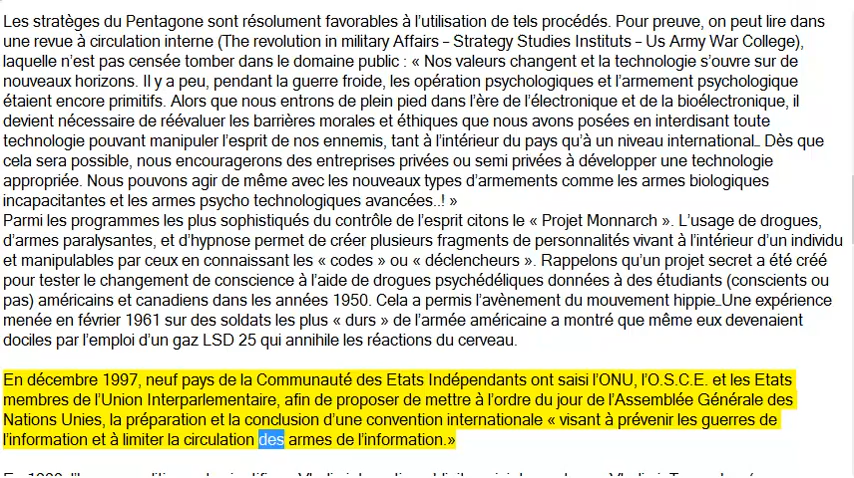 Les stratèges du Pentagone sont résolument favorables à l’utilisation de tels procédés. Pour preuve, on peut lire dans
une revue à circulation interne (The revolution in military Affairs – Strategy Studies Instituts – Us Army War College),
laquelle n’est pas censée tomber dans le domaine public : « Nos valeurs changent et la technologie s’ouvre sur de
nouveaux horizons. Il y a peu, pendant la guerre froide, les opération psychologiques et l’armement psychologique
étaient encore primitifs. Alors que nous entrons de plein pied dans l’ère de l’électronique et de la bioélectronique, il
devient nécessaire de réévaluer les barrières morales et éthiques que nous avons posées en interdisant toute
technologie pouvant manipuler l’esprit de nos ennemis, tant à l’intérieur du pays qu’à un niveau international… Dès que
cela sera possible, nous encouragerons des entreprises privées ou semi privées à développer une technologie
appropriée. Nous pouvons agir de même avec les nouveaux types d’armements comme les armes biologiques
incapacitantes et les armes psycho technologiques avancées..! »
Parmi les programmes les plus sophistiqués du contrôle de l’esprit citons le « Projet Monnarch ». L’usage de drogues,
d’armes paralysantes, et d’hypnose permet de créer plusieurs fragments de personnalités vivant à l’intérieur d’un individu
et manipulables par ceux en connaissant les « codes » ou « déclencheurs ». Rappelons qu’un projet secret a été créé
pour tester le changement de conscience à l’aide de drogues psychédéliques données à des étudiants (conscients ou
pas) américains et canadiens dans les années 1950. Cela a permis l’avènement du mouvement hippie…Une expérience
menée en février 1961 sur des soldats les plus « durs » de l’armée américaine a montré que même eux devenaient
dociles par l’emploi d’un gaz LSD 25 qui annihile les réactions du cerveau.
En décembre 1997, neuf pays de la Communauté des Etats Indépendants ont saisi l’ONU, l’O.S.C.E. et les Etats
membres de l’Union Interparlementaire, afin de proposer de mettre à l’ordre du jour de l’Assemblée Générale des
Nations Unies, la préparation et la conclusion d’une convention internationale « visant à prévenir les guerres de
l’information et à limiter la circulation des armes de l’information.»